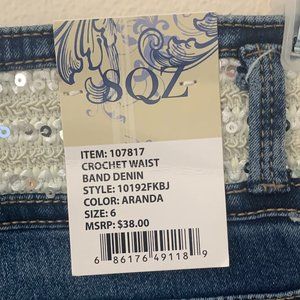 SQZ
ITEM: 107817
CROCHET WAIST
BAND DENIN
STYLE: 10192FKBJ
COLOR: ARANDA
SIZE: 6
MSRP: $38.00
6 86176 49118 9